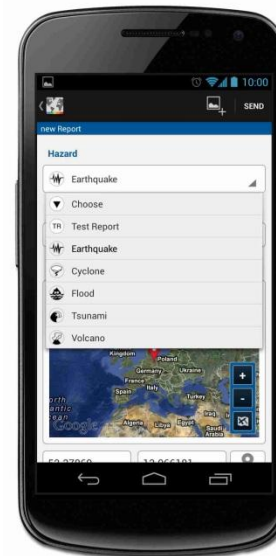 10:00
SEND
new Report
Hazard
Earthquake
Choose
TR Test Report
Earthquake
Cyclone
Flood
Tsunami
Volcano
Kingdom
Poland
Germany
Ukraine
France
Spain
Italy
Turkey
Iraq
Algeria
Libya
Egypt
Saudi
Arabia
Google
+
-